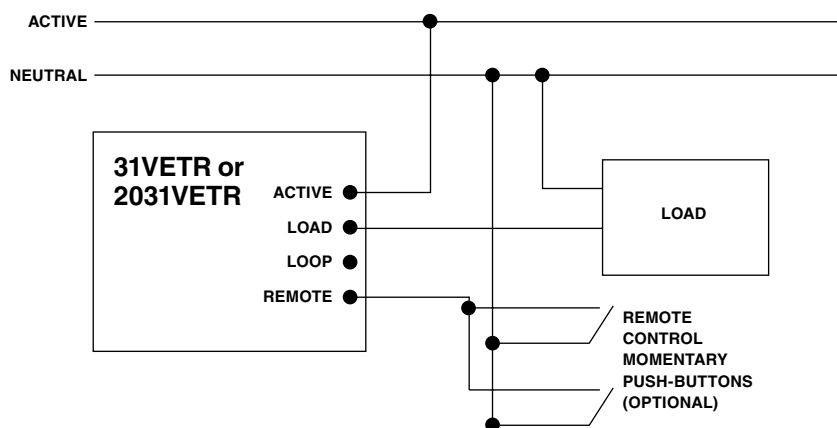 ACTIVE
NEUTRAL
31VETR or
2031VETR
ACTIVE
LOAD
LOOP
REMOTE
LOAD
REMOTE
CONTROL
MOMENTARY
PUSH-BUTTONS
(OPTIONAL)